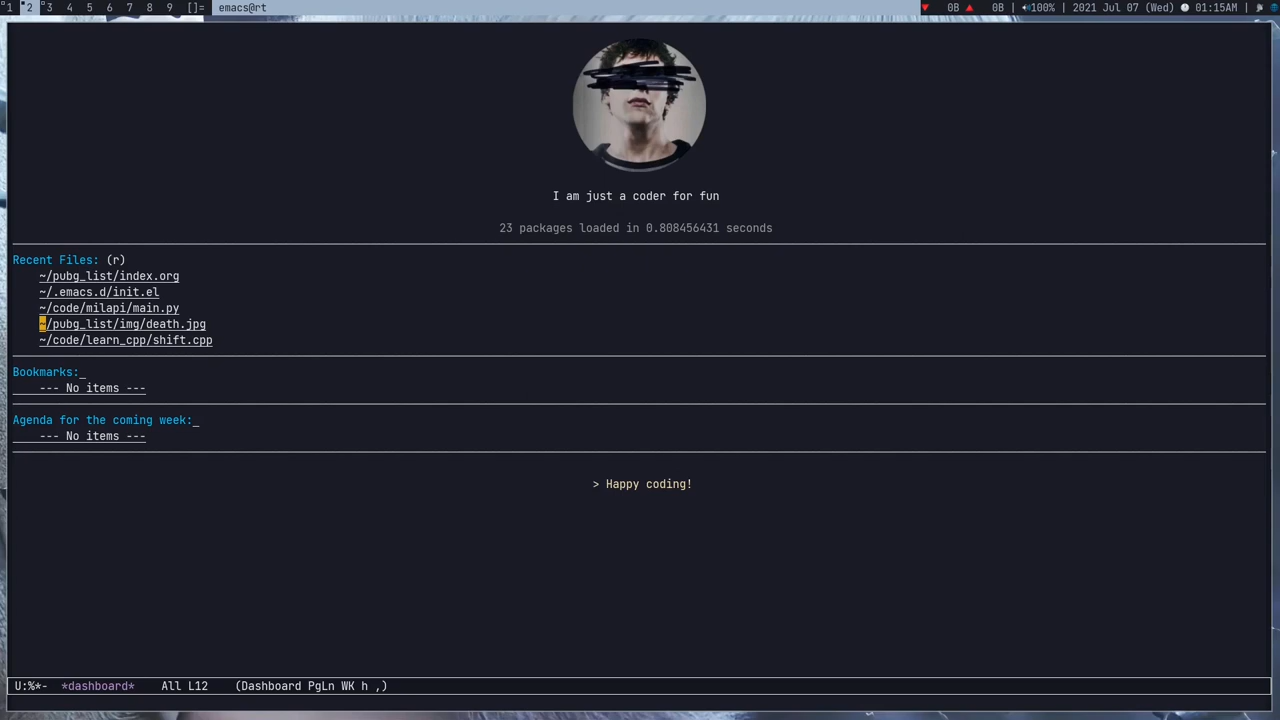 1 2 3 4 5 6 7 8 9 []= emacs@rt 0B 0B | 100% | 2021 Jul 07 (Wed) 01:15AM |
I am just a coder for fun
23 packages loaded in 0.808456431 seconds
Recent Files: (r)
~/pubg_list/index.org
~/.emacs.d/init.el
~/code/milapi/main.py
~/pubg_list/img/death.jpg
~/code/learn_cpp/shift.cpp
Bookmarks:_
--- No items ---
Agenda for the coming week:_
--- No items ---
> Happy coding!
U:%*- *dashboard* All L12 (Dashboard PgLn WK h ,)